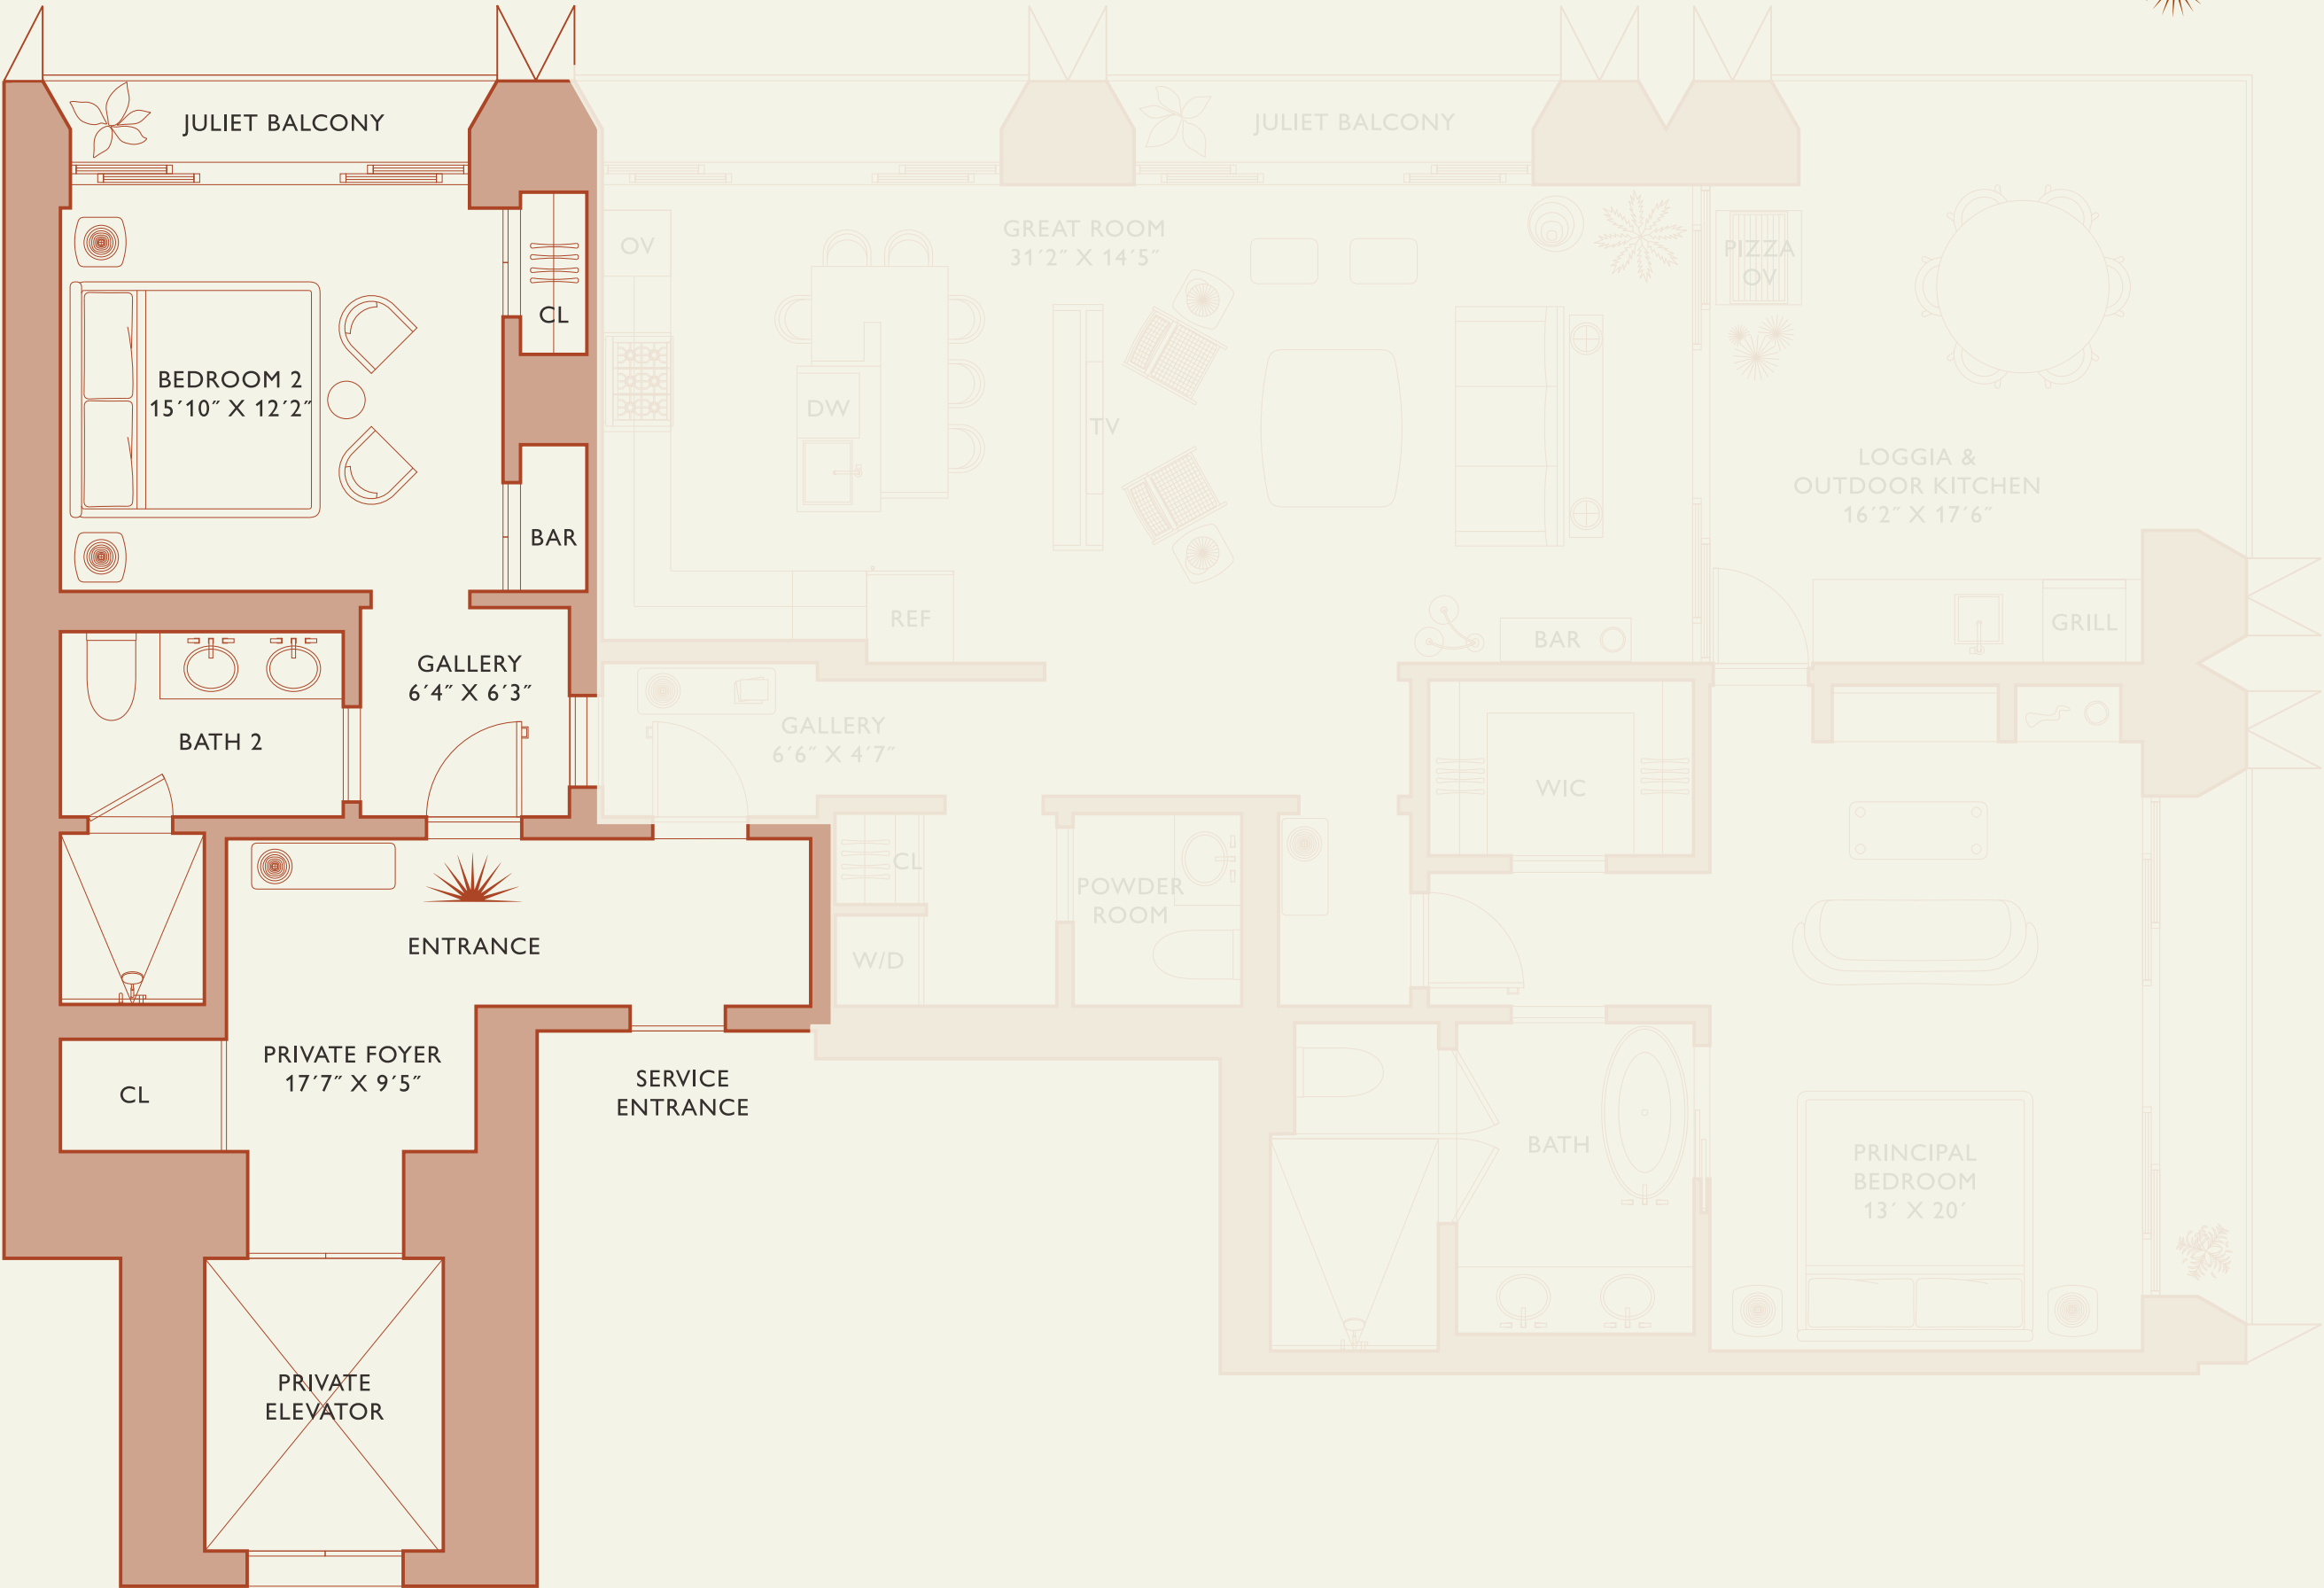 JULIET BALCONY
JULIET BALCONY
GREAT ROOM
31´2˝ X 14´5˝
OV
PIZZA
OV
CL
BEDROOM 2
15´10˝ X 12´2˝
DW
TV
LOGGIA &
OUTDOOR KITCHEN
16´2˝ X 17´6˝
BAR
REF
BAR
GRILL
GALLERY
6´4˝ X 6´3˝
GALLERY
6´6˝ X 4´7˝
BATH 2
WIC
CL
POWDER
ROOM
ENTRANCE
W/D
PRIVATE FOYER
17´7˝ X 9´5˝
CL
SERVICE
ENTRANCE
BATH
PRINCIPAL
BEDROOM
13´ X 20´
PRIVATE
ELEVATOR